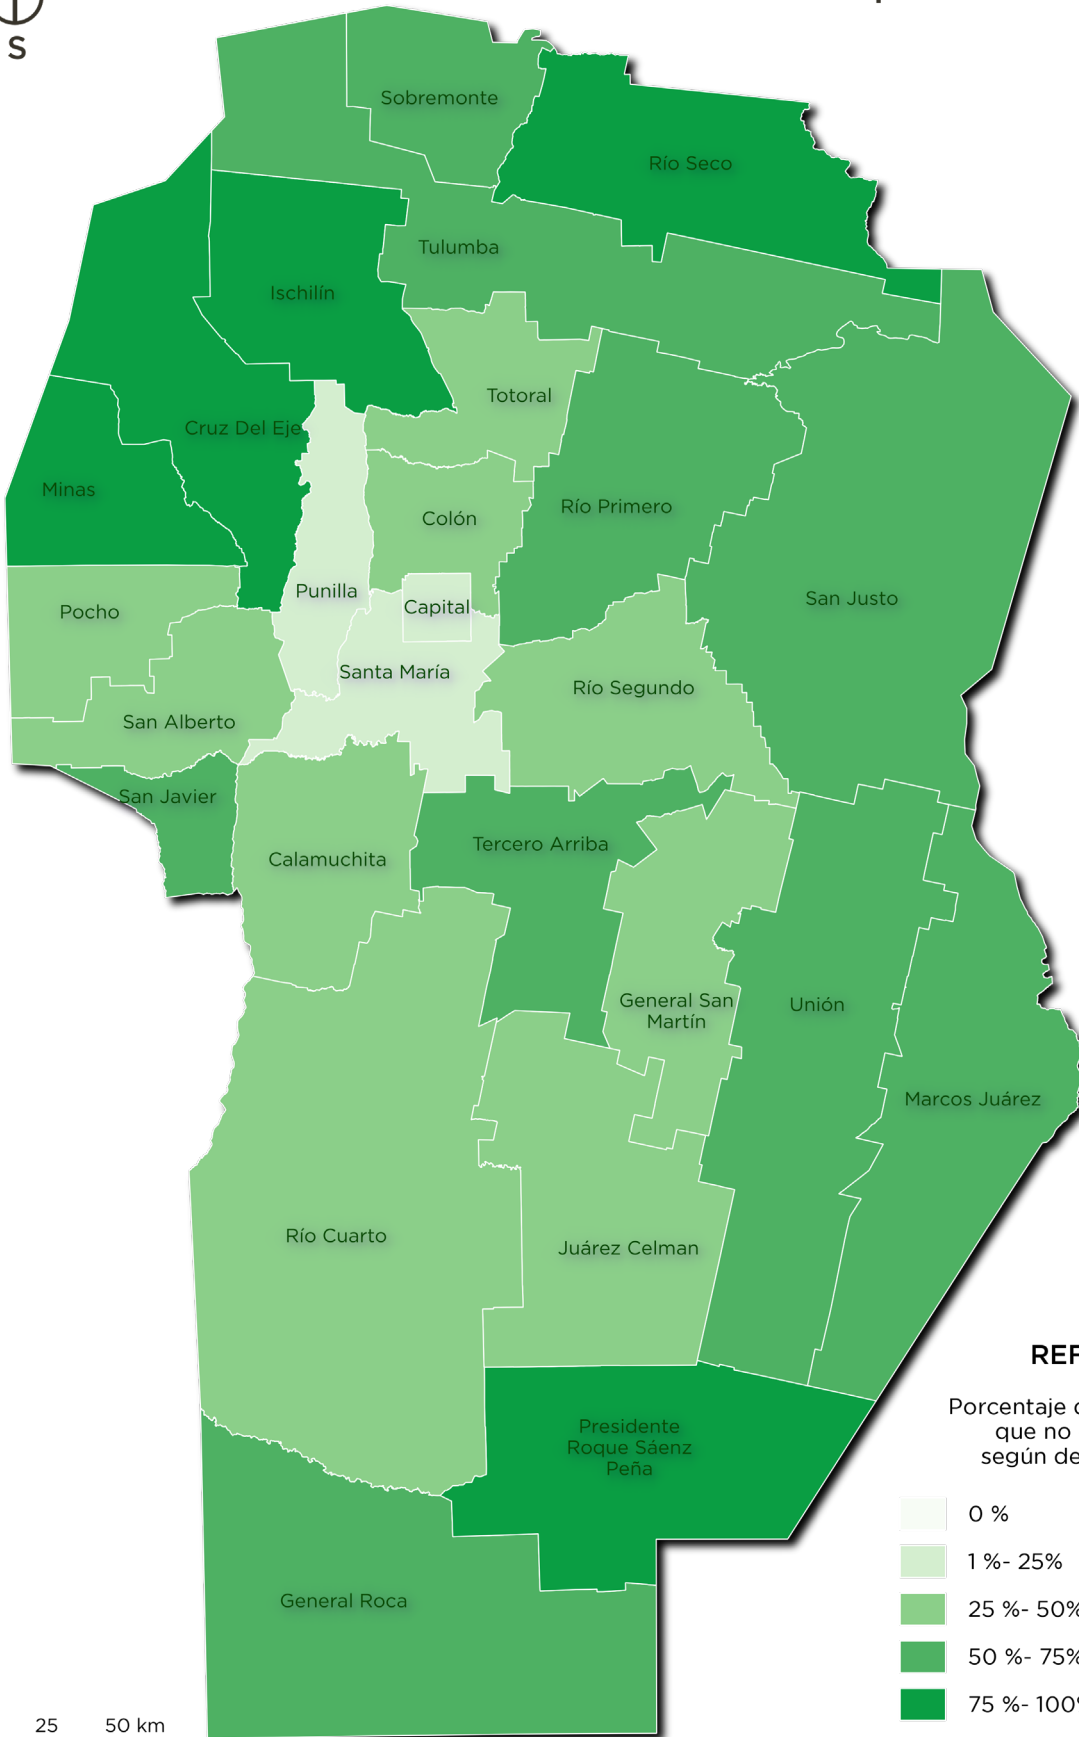 S
Sobremonte
Río Seco
Tulumba
Ischilín
Totoral
Cruz Del Eje
Minas
Río Primero
Colón
Punilla
Capital
San Justo
Pocho
Santa María
Río Segundo
San Alberto
San Javier
Tercero Arriba
Calamuchita
General San
Martín
Unión
Marcos Juárez
Río Cuarto
Juárez Celman
Presidente
Roque Sáenz
Peña
General Roca
REF
Porcentaje
que no
según de
0 %
1 %- 25%
25 %- 50%
50 %- 75%
75 %- 100%
25 50 km